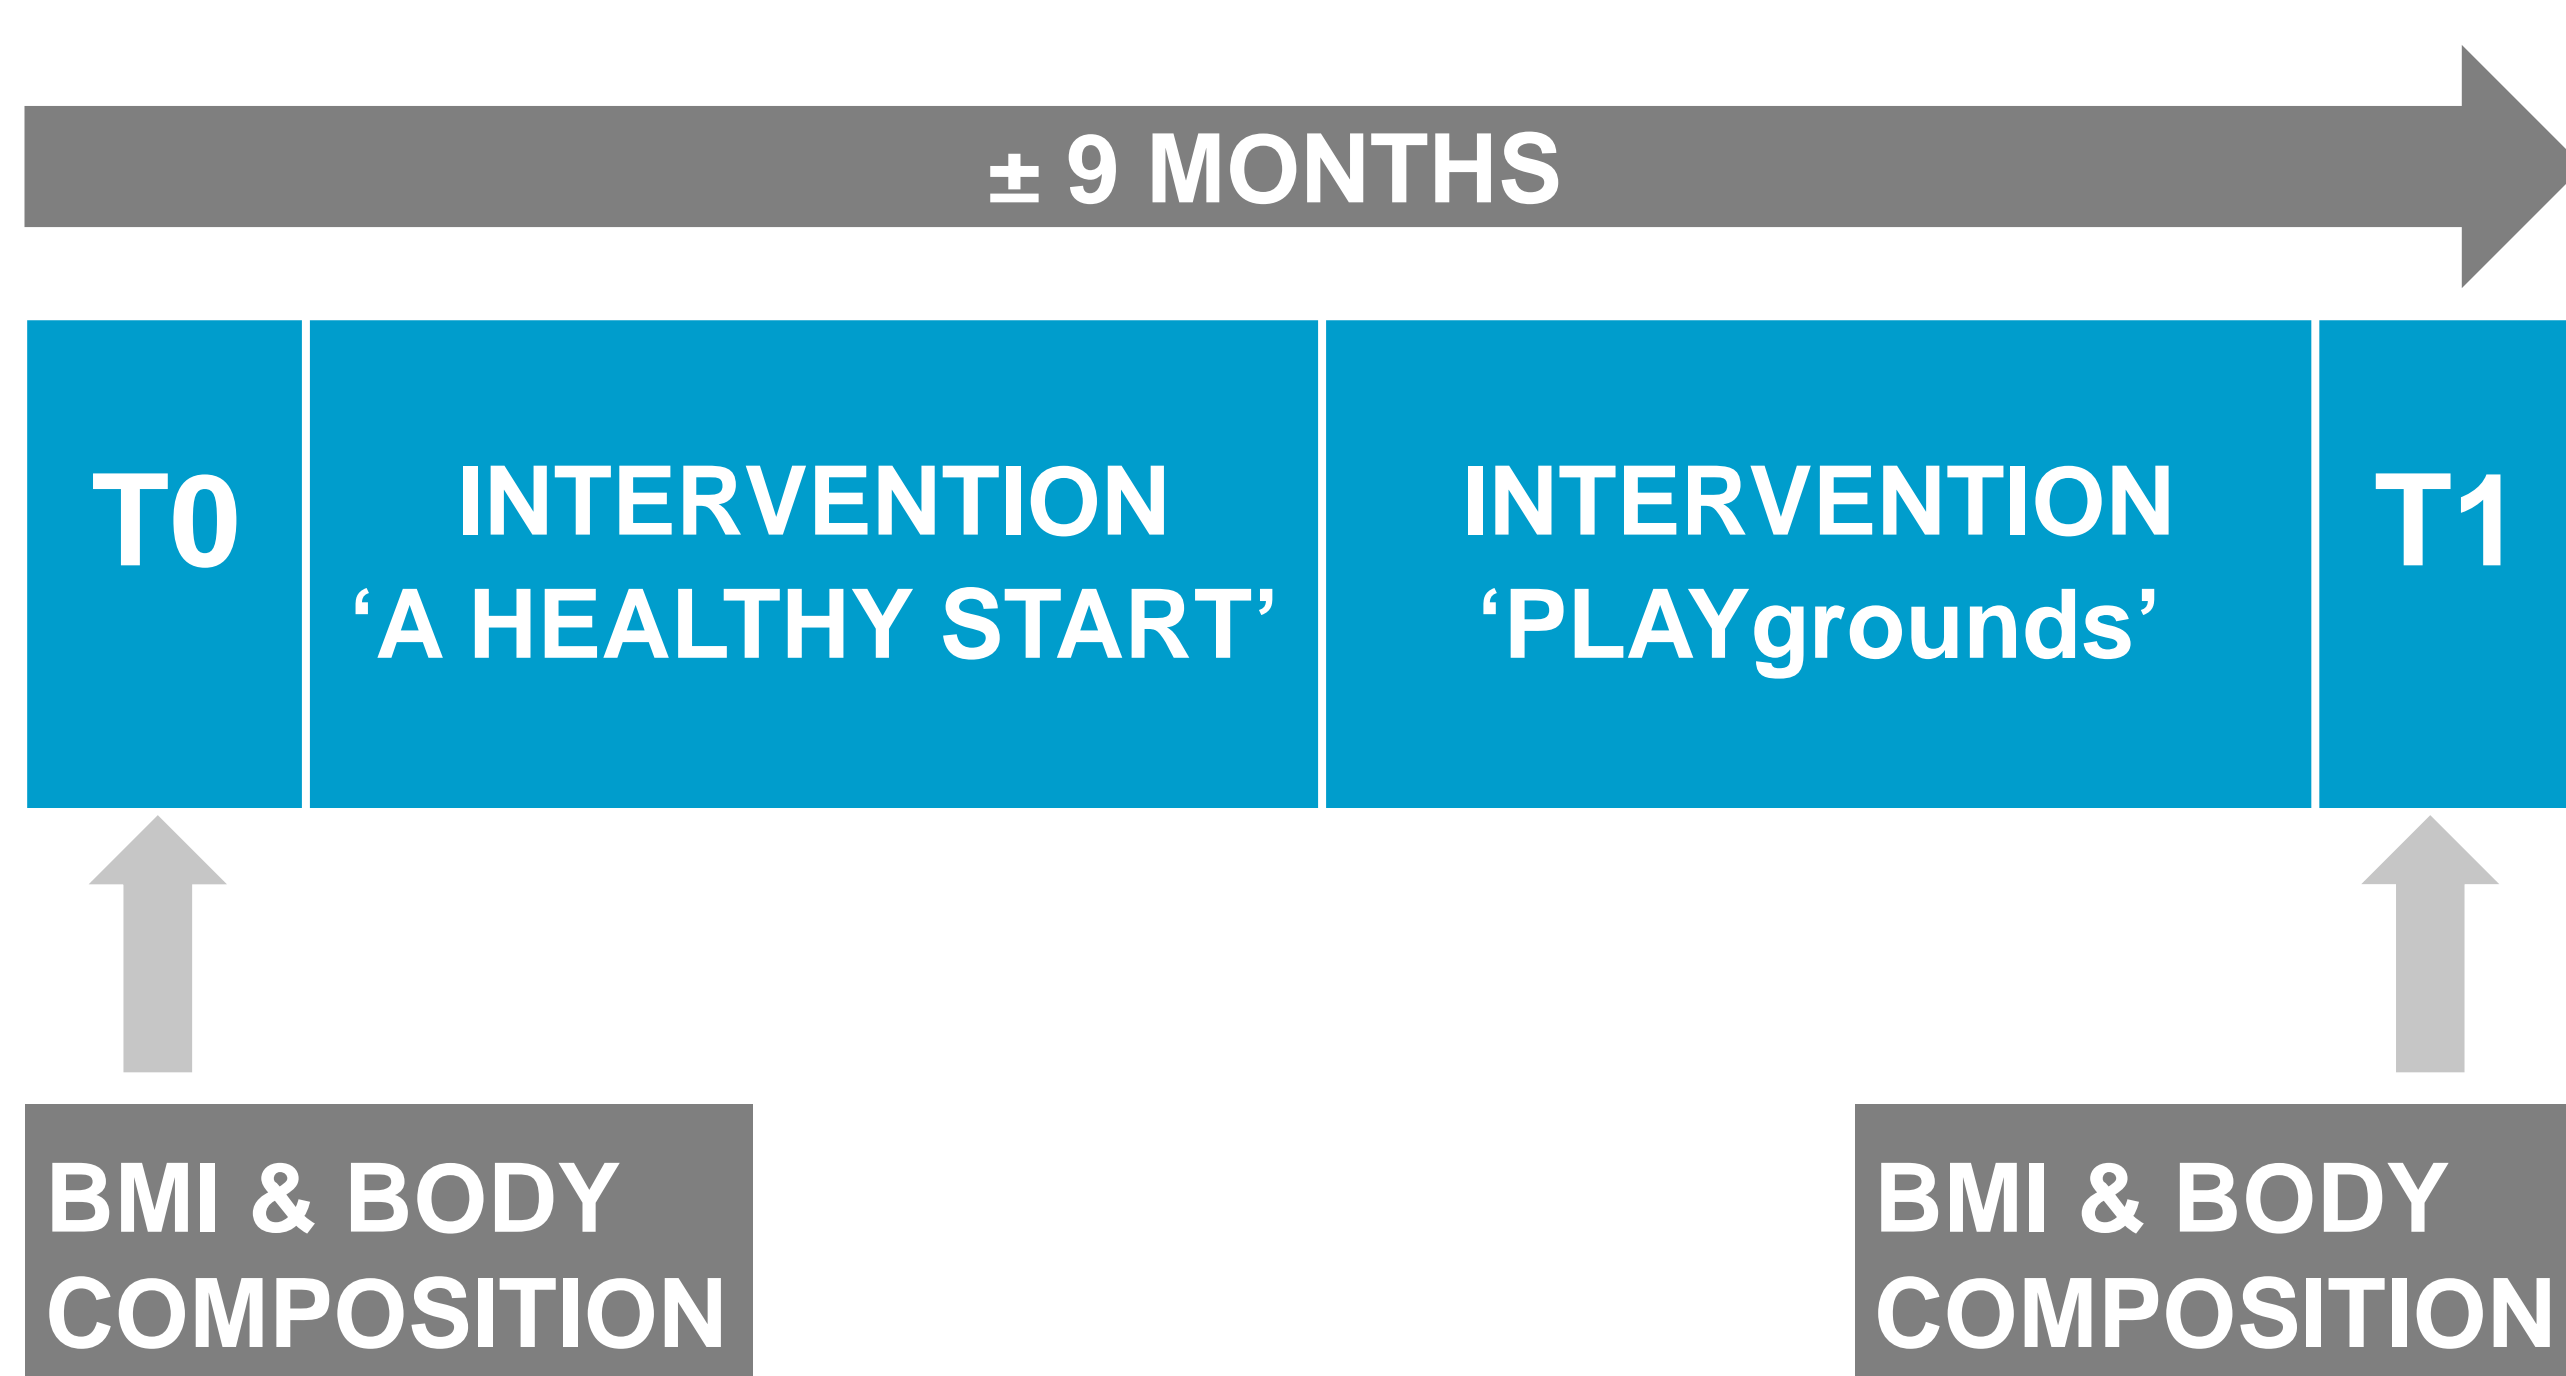 ± 9 MONTHS
T0
INTERVENTION
‘A HEALTHY START’
INTERVENTION
‘PLAYgrounds’
T1
BMI & BODY
COMPOSITION
BMI & BODY
COMPOSITION